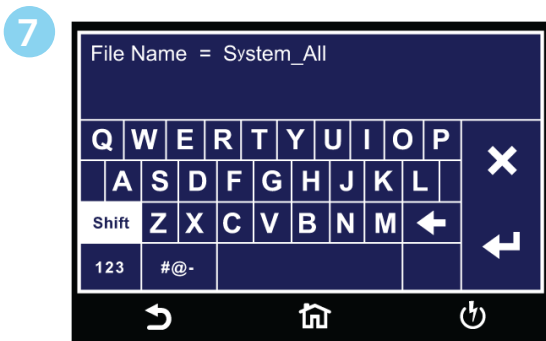 7
File Name = System_All
Q W E R T Y U I O P
A S D F G H J K L
Shift Z X C V B N M
123 #@-